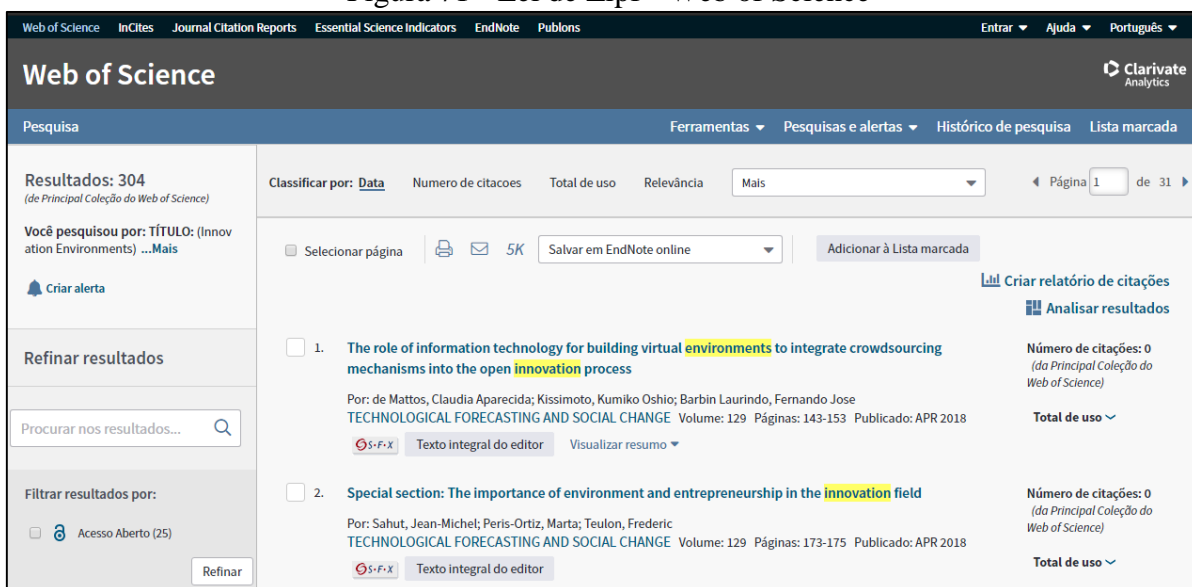 Web of Science InCites Journal Citation Reports Essential Science Indicators EndNote Publons Entrar Ajuda Português
Web of Science
Clarivate
Analytics
Pesquisa Ferramentas Pesquisas e alertas Histórico de pesquisa Lista marcada
Resultados: 304
(de Principal Coleção do Web of Science)
Você pesquisou por: TÍTULO: (Innov
ation Environments) ...Mais
Criar alerta
Refinar resultados
Procurar nos resultados...
Filtrar resultados por:
Acesso Aberto (25)
Refinar
Classificar por: Data Numero de citacoes Total de uso Relevância Mais Página 1 de 31
Selecionar página 5K Salvar em EndNote online Adicionar à Lista marcada
Criar relatório de citações
Analisar resultados
1. The role of information technology for building virtual environments to integrate crowdsourcing
mechanisms into the open innovation process
Por: de Mattos, Claudia Aparecida; Kissimoto, Kumiko Oshio; Barbin Laurindo, Fernando Jose
TECHNOLOGICAL FORECASTING AND SOCIAL CHANGE Volume: 129 Páginas: 143-153 Publicado: APR 2018
S·F·X Texto integral do editor Visualizar resumo
Número de citações: 0
(da Principal Coleção do
Web of Science)
Total de uso
2. Special section: The importance of environment and entrepreneurship in the innovation field
Por: Sahut, Jean-Michel; Peris-Ortiz, Marta; Teulon, Frederic
TECHNOLOGICAL FORECASTING AND SOCIAL CHANGE Volume: 129 Páginas: 173-175 Publicado: APR 2018
S·F·X Texto integral do editor
Número de citações: 0
(da Principal Coleção do
Web of Science)
Total de uso